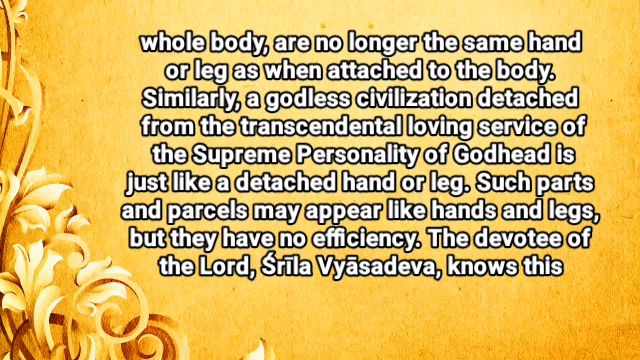 whole body, are no longer the same hand
or leg as when attached to the body.
Similarly, a godless civilization detached
from the transcendental loving service of
the Supreme Personality of Godhead is
just like a detached hand or leg. Such parts
and parcels may appear like hands and legs,
but they have no efficiency. The devotee of
the Lord, Śrīla Vyāsadeva, knows this